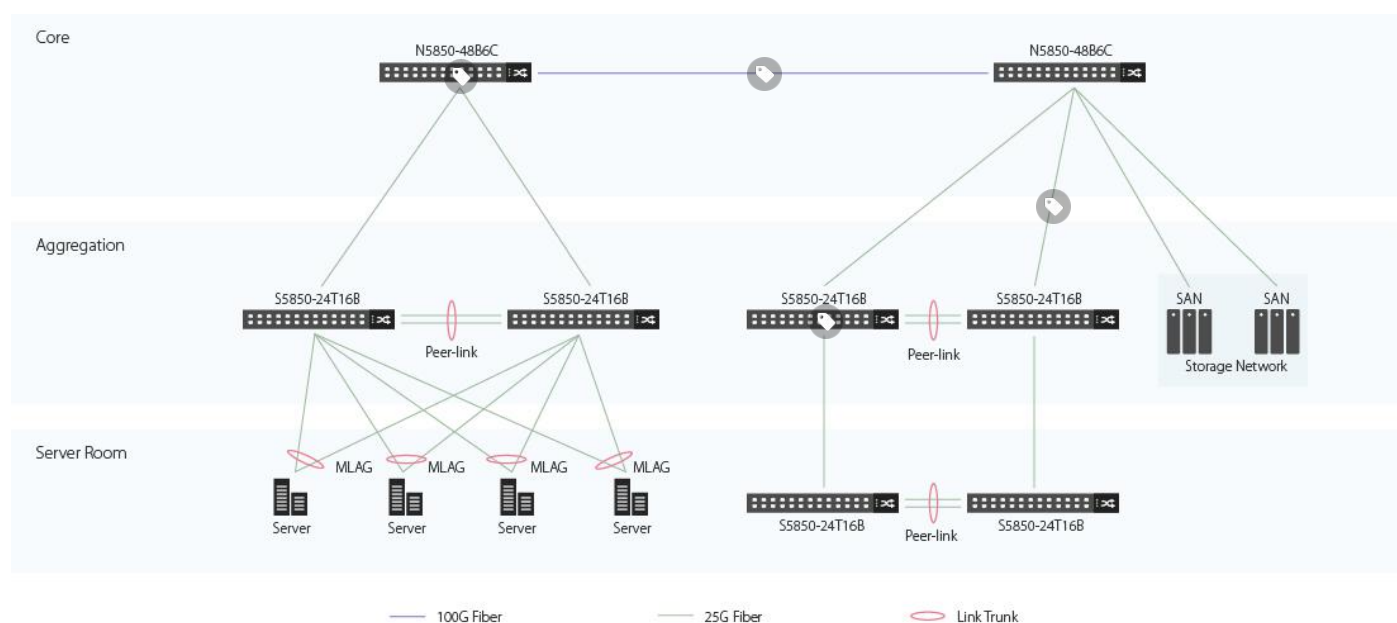 Core
N5850-48B6C
N5850-48B6C
Aggregation
S5850-24T16B
S5850-24T16B
S5850-24T16B
S5850-24T16B
SAN
SAN
Peer-link
Peer-link
Storage Network
Server Room
MLAG
MLAG
MLAG
MLAG
Server
Server
Server
Server
S5850-24T16B
Peer-link
S5850-24T16B
100G Fiber
25G Fiber
Link Trunk